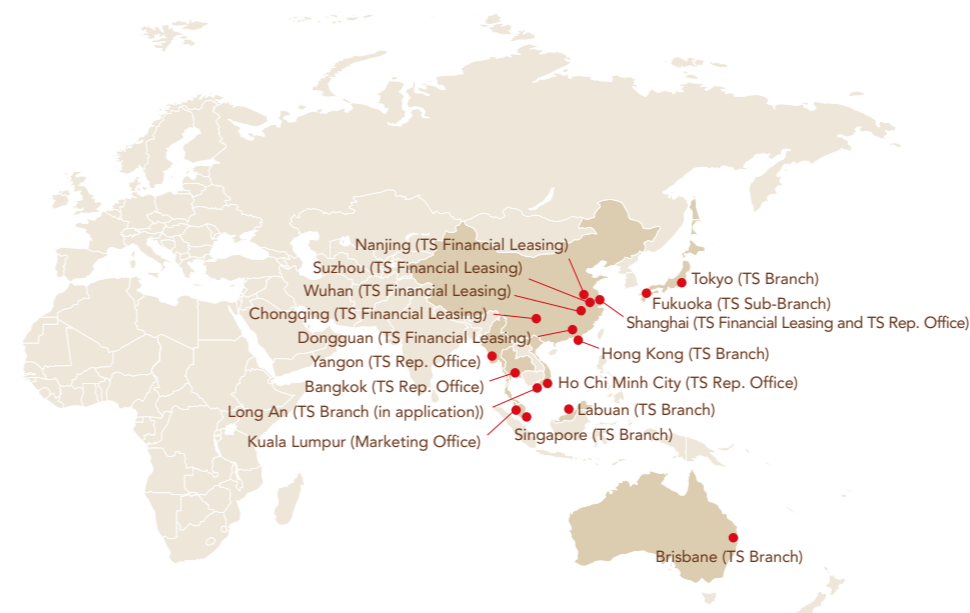 Nanjing (TS Financial Leasing)
Suzhou (TS Financial Leasing)
Wuhan (TS Financial Leasing)
Chongqing (TS Financial Leasing)
Dongguan (TS Financial Leasing)
Yangon (TS Rep. Office)
Bangkok (TS Rep. Office)
Long An (TS Branch (in application))
Kuala Lumpur (Marketing Office)
Tokyo (TS Branch)
Fukuoka (TS Sub-Branch)
Shanghai (TS Financial Leasing and TS Rep. Office)
Hong Kong (TS Branch)
Ho Chi Minh City (TS Rep. Office)
Labuan (TS Branch)
Singapore (TS Branch)
Brisbane (TS Branch)